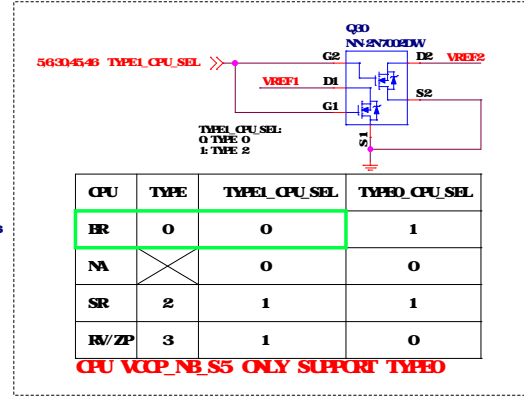 Q30
NN-2N7002DW
5,6,30,45,46 TYPE1_CPU_SEL
G2
D2
VREF2
VREF1
D1
S2
G1
TYPE1_CPU_SEL:
0: TYPE 0
1: TYPE 2
S1
CPU TYPE TYPE1_CPU_SEL TYPE0_CPU_SEL
BR 0 0 1
NA 0 0
SR 2 1 1
RV/ZP 3 1 0
s
CPU VCCP_NB_S5 ONLY SUPPORT TYPE0